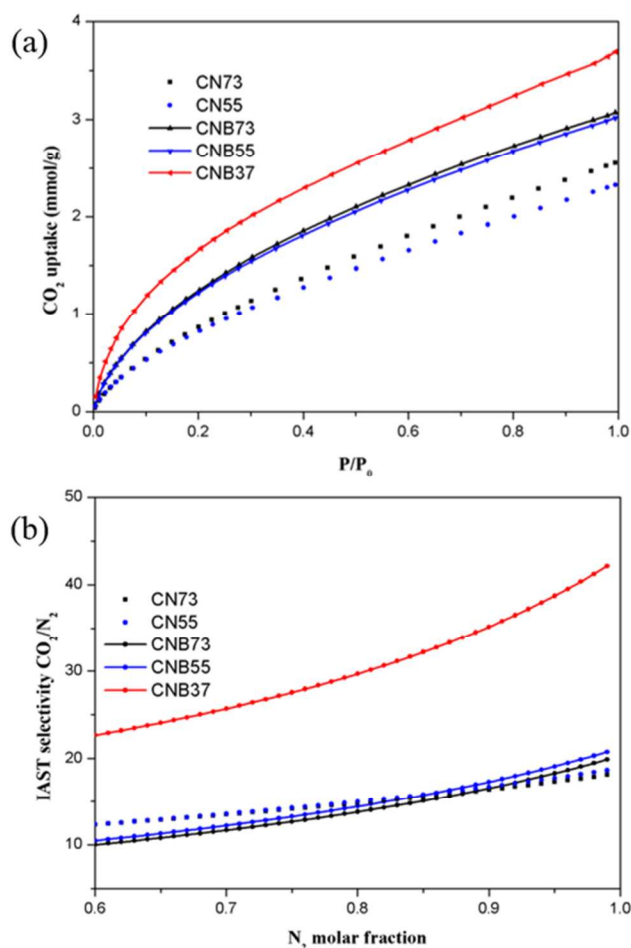 (a)
4
3
2
1
0
CO₂ uptake (mmol/g)
CN73
CN55
CNB73
CNB55
CNB37
0.0 0.2 0.4 0.6 0.8 1.0
P/P₀
(b)
50
40
30
20
10
IAST selectivity CO₂/N₂
CN73
CN55
CNB73
CNB55
CNB37
0.6 0.7 0.8 0.9 1.0
N₂ molar fraction